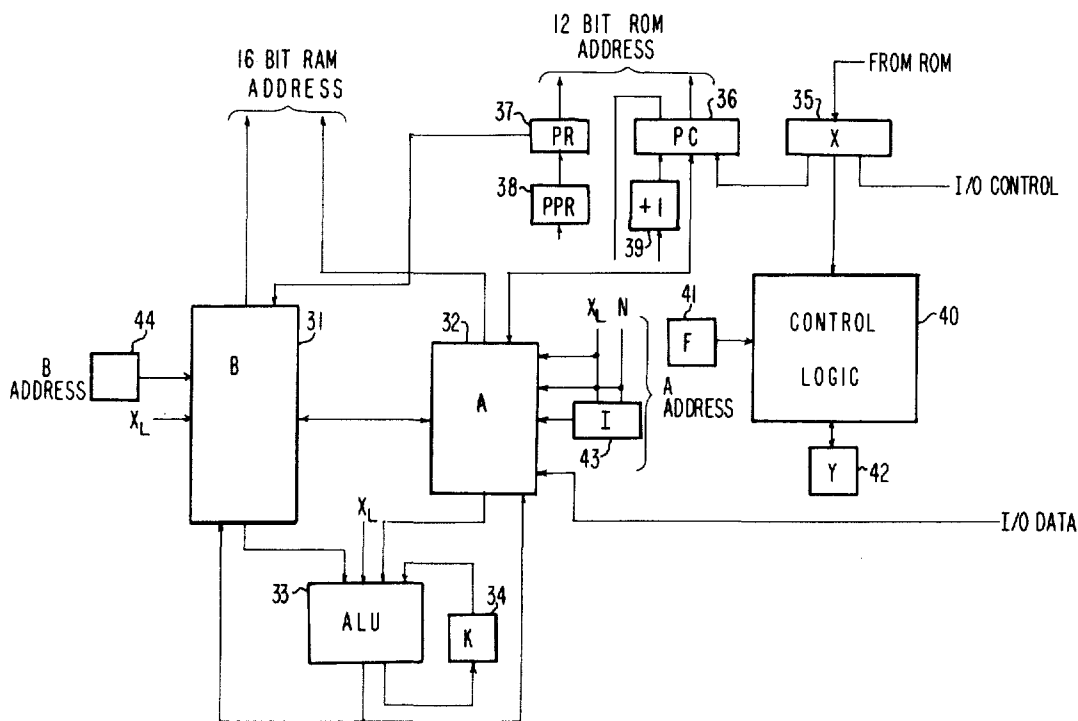 16 BIT RAM
ADDRESS
12 BIT ROM
ADDRESS
FROM ROM
37
PR
36
PC
35
X
I/O CONTROL
38
PPR
+1
39
44
B
ADDRESS
X_L
31
B
32
A
X_L N
I
43
A
ADDRESS
41
F
CONTROL
LOGIC
40
Y
42
I/O DATA
X_L
33
ALU
34
K